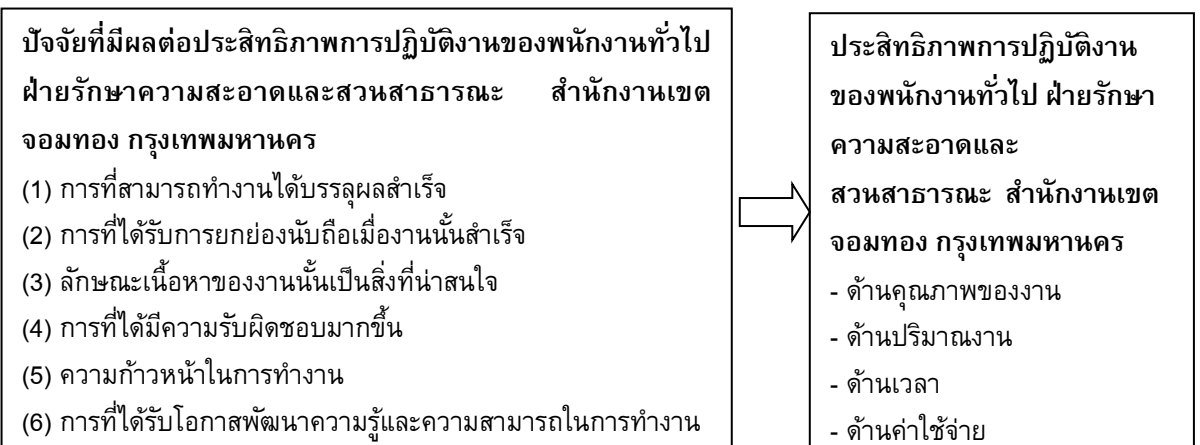 ปัจจัยที่มีผลต่อประสิทธิภาพการปฏิบัติงานของพนักงานทั่วไป
ฝ่ายรักษาความสะอาดและสวนสาธารณะ สำนักงานเขต
จอมทอง กรุงเทพมหานคร
(1) การที่สามารถทำงานได้บรรลุผลสำเร็จ
(2) การที่ได้รับการยกย่องนับถือเมื่องานนั้นสำเร็จ
(3) ลักษณะเนื้อหาของงานนั้นเป็นสิ่งที่น่าสนใจ
(4) การที่ได้มีความรับผิดชอบมากขึ้น
(5) ความก้าวหน้าในการทำงาน
(6) การที่ได้รับโอกาสพัฒนาความรู้และความสามารถในการทำงาน
ประสิทธิภาพการปฏิบัติงาน
ของพนักงานทั่วไป ฝ่ายรักษา
ความสะอาดและ
สวนสาธารณะ สำนักงานเขต
จอมทอง กรุงเทพมหานคร
- ด้านคุณภาพของงาน
- ด้านปริมาณงาน
- ด้านเวลา
- ด้านค่าใช้จ่าย